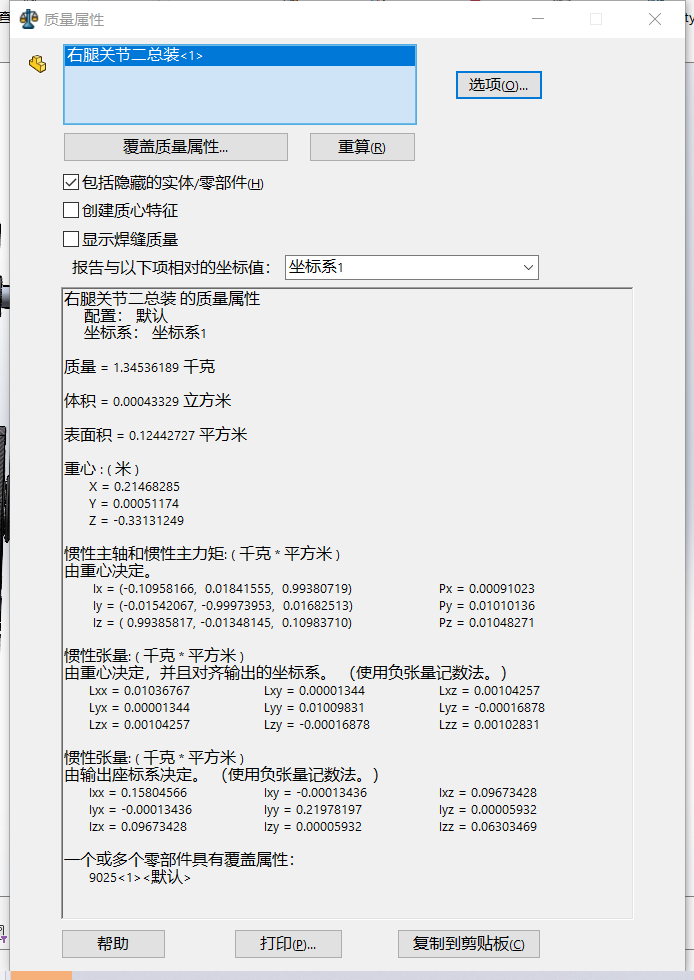 质量属性
右腿关节二总装<1>
选项(O)...
覆盖质量属性...
重算(R)
包括隐藏的实体/零部件(H)
创建质心特征
显示焊缝质量
报告与以下项相对的坐标值： 坐标系1
右腿关节二总装 的质量属性
配置： 默认
坐标系： 坐标系1
质量 = 1.34536189 千克
体积 = 0.00043329 立方米
表面积 = 0.12442727 平方米
重心 : ( 米 )
X = 0.21468285
Y = 0.00051174
Z = -0.33131249
惯性主轴和惯性主力矩: ( 千克 * 平方米 )
由重心决定。
Ix = (-0.10958166, 0.01841555, 0.99380719) Px = 0.00091023
Iy = (-0.01542067, -0.99973953, 0.01682513) Py = 0.01010136
Iz = ( 0.99385817, -0.01348145, 0.10983710) Pz = 0.01048271
惯性张量: ( 千克 * 平方米 )
由重心决定，并且对齐输出的坐标系。 （使用负张量记数法。）
Lxx = 0.01036767 Lxy = 0.00001344 Lxz = 0.00104257
Lyx = 0.00001344 Lyy = 0.01009831 Lyz = -0.00016878
Lzx = 0.00104257 Lzy = -0.00016878 Lzz = 0.00102831
惯性张量: ( 千克 * 平方米 )
由输出座标系决定。 （使用负张量记数法。）
Ixx = 0.15804566 Ixy = -0.00013436 Ixz = 0.09673428
Iyx = -0.00013436 Iyy = 0.21978197 Iyz = 0.00005932
Izx = 0.09673428 Izy = 0.00005932 Izz = 0.06303469
一个或多个零部件具有覆盖属性：
9025<1><默认>
帮助
打印(P)...
复制到剪贴板(C)